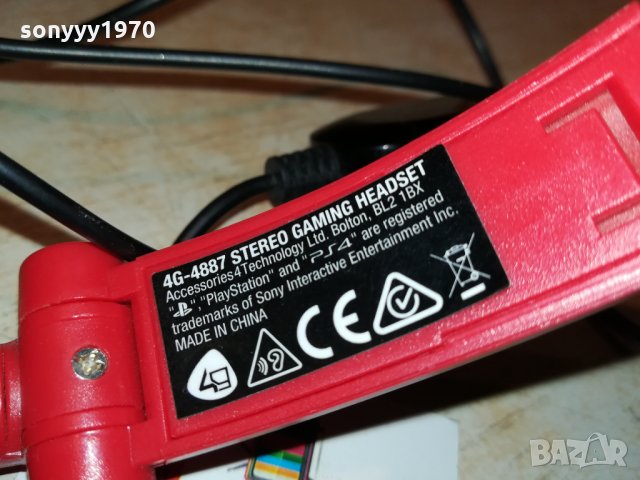 sonyyy1970
4G-4887 STEREO GAMING HEADSET
Accessories4Technology Ltd, Bolton, BL2 1BX
" ", "PlayStation" and "PS4" are registered
trademarks of Sony Interactive Entertainment Inc.
MADE IN CHINA
CE
BAZAR